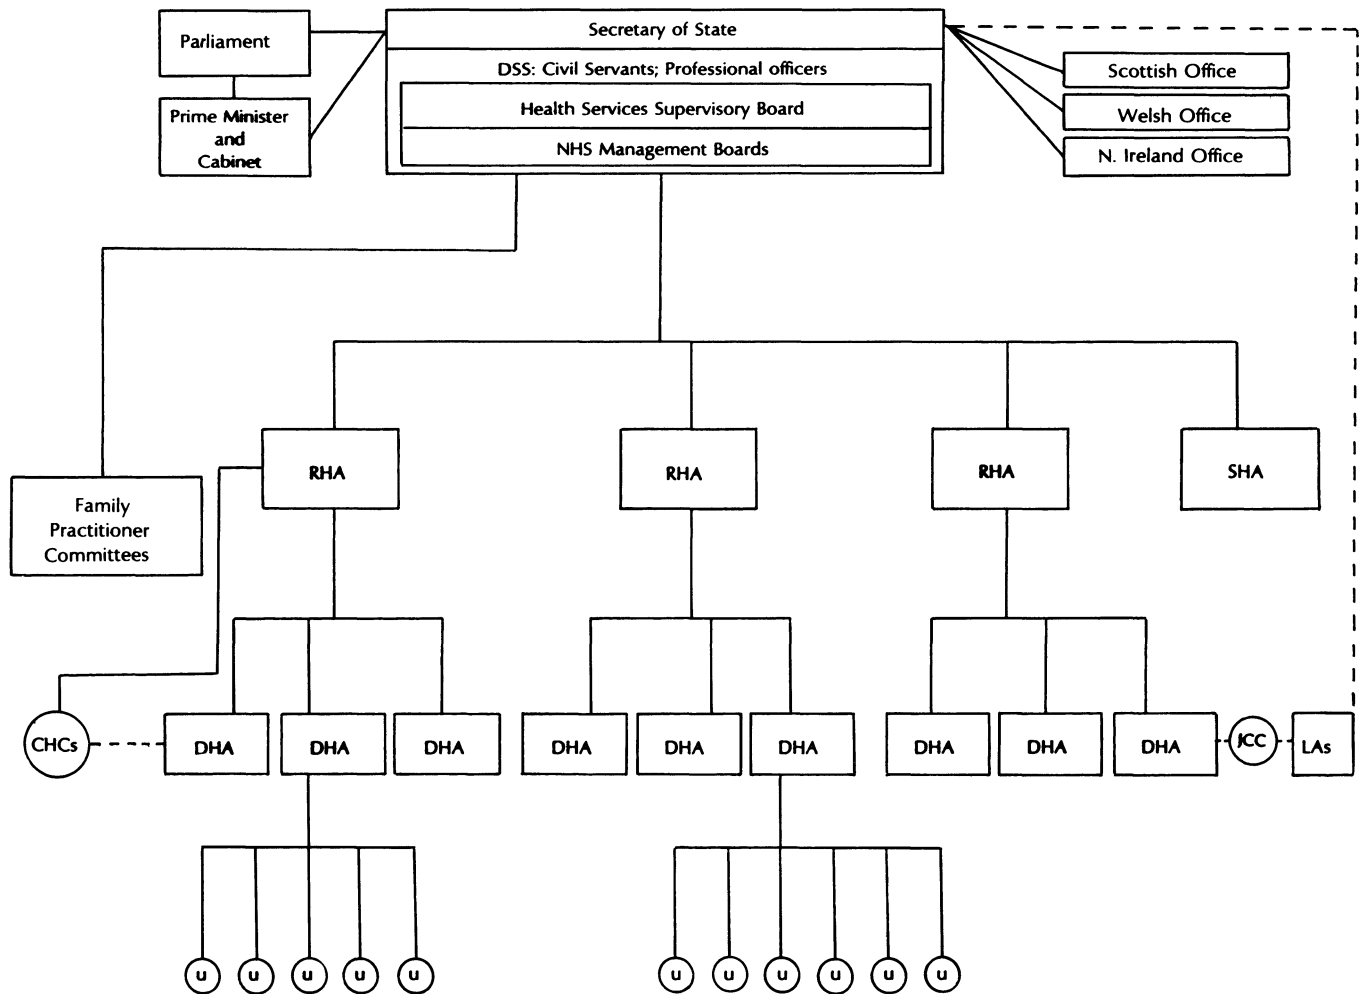 Parliament
Secretary of State
DSS: Civil Servants; Professional officers
Health Services Supervisory Board
NHS Management Boards
Prime Minister
and
Cabinet
Scottish Office
Welsh Office
N. Ireland Office
RHA
RHA
RHA
SHA
Family
Practitioner
Committees
CHCs
DHA
DHA
DHA
DHA
DHA
DHA
DHA
DHA
DHA
JCC
LAs
u
u
u
u
u
u
u
u
u
u
u